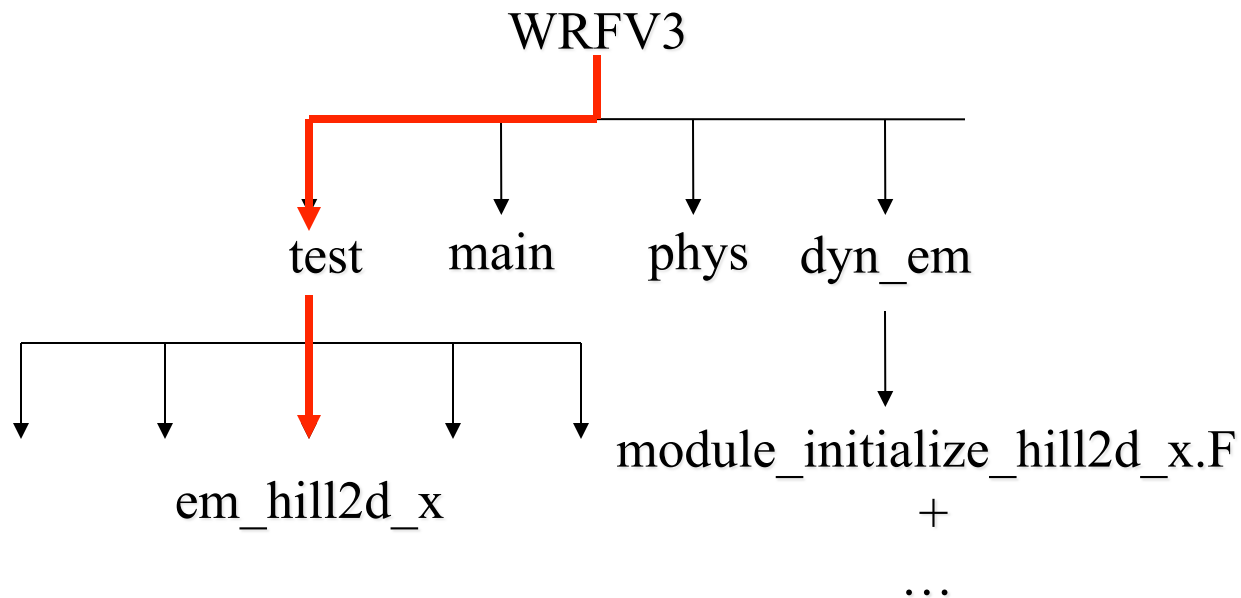 WRFV3
test
main
phys
dyn_em
em_hill2d_x
module_initialize_hill2d_x.F
+
…